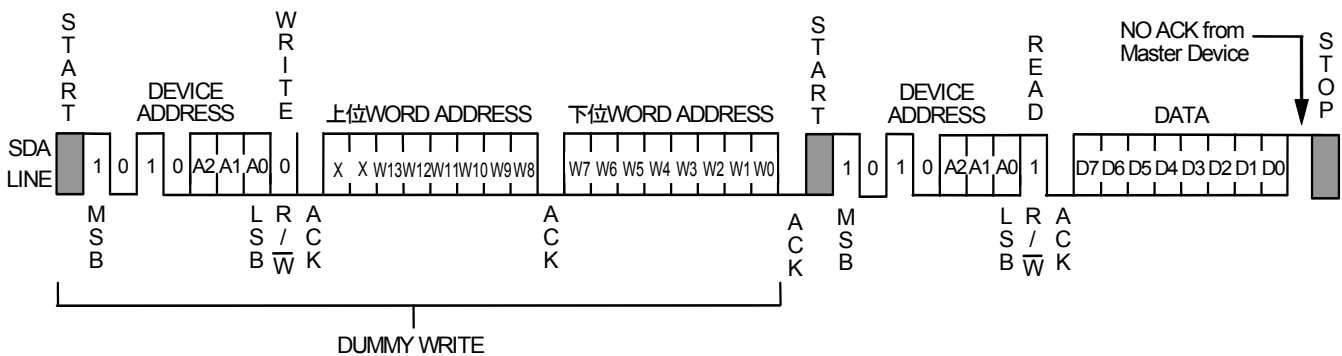 START
WRITE
START
READ
NO ACK from
Master Device
STOP
DEVICE
ADDRESS
上位WORD ADDRESS
下位WORD ADDRESS
DEVICE
ADDRESS
DATA
SDA
LINE
1 0 1 0 A2 A1 A0 0 X X W13 W12 W11 W10 W9 W8 W7 W6 W5 W4 W3 W2 W1 W0 1 0 1 0 A2 A1 A0 1 D7 D6 D5 D4 D3 D2 D1 D0
MSB
LSB
R/W̅
ACK
ACK
ACK
MSB
LSB
R/W̅
ACK
DUMMY WRITE